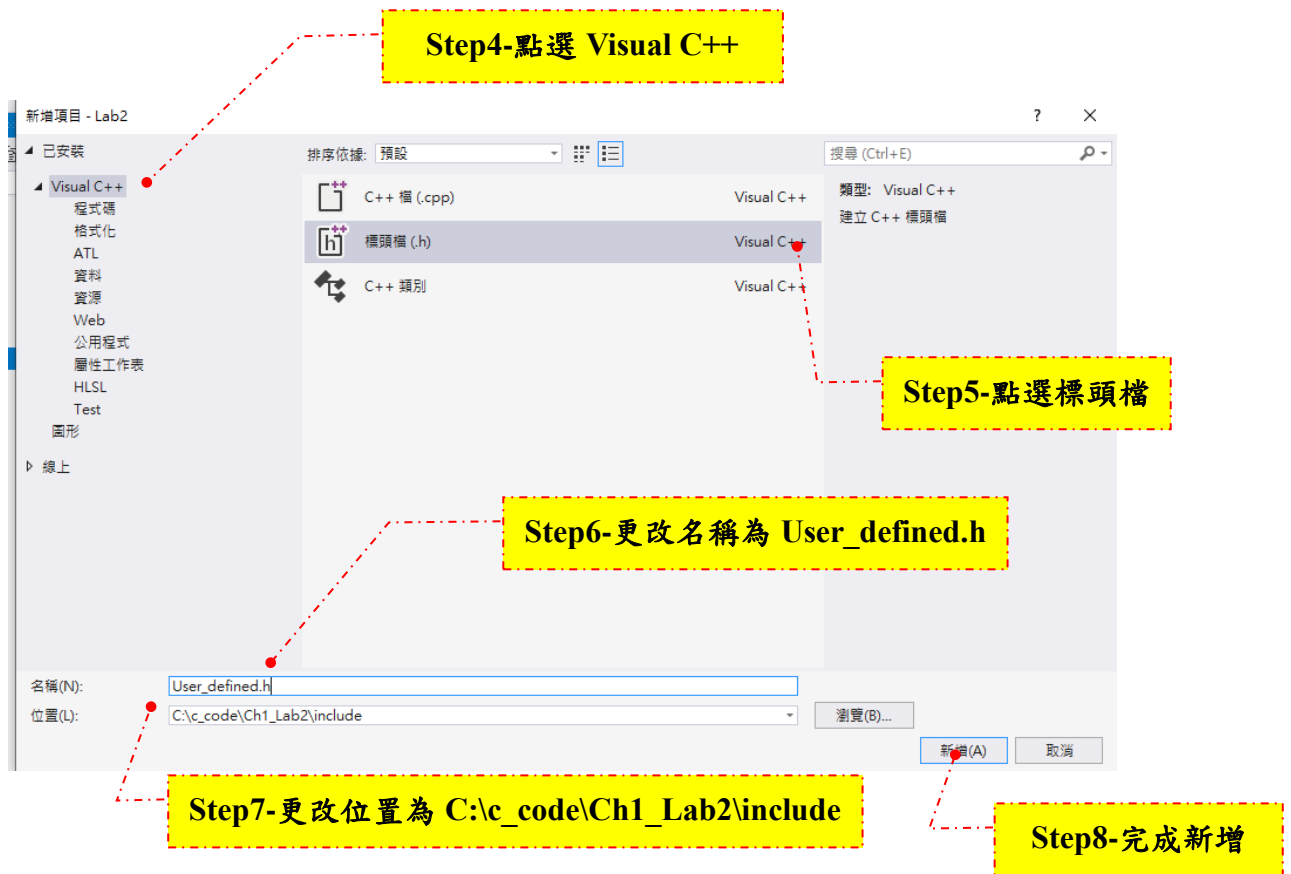 Step4-點選 Visual C++
新增項目 - Lab2
? ×
已安裝
排序依據: 預設
搜尋 (Ctrl+E)
Visual C++
程式碼
格式化
ATL
資料
資源
Web
公用程式
屬性工作表
HLSL
Test
圖形
線上
C++ 檔 (.cpp) Visual C++
標頭檔 (.h) Visual C++
C++ 類別 Visual C++
類型: Visual C++
建立 C++ 標頭檔
Step5-點選標頭檔
Step6-更改名稱為 User_defined.h
名稱(N): User_defined.h
位置(L): C:\c_code\Ch1_Lab2\include 瀏覽(B)...
新增(A) 取消
Step7-更改位置為 C:\c_code\Ch1_Lab2\include
Step8-完成新增